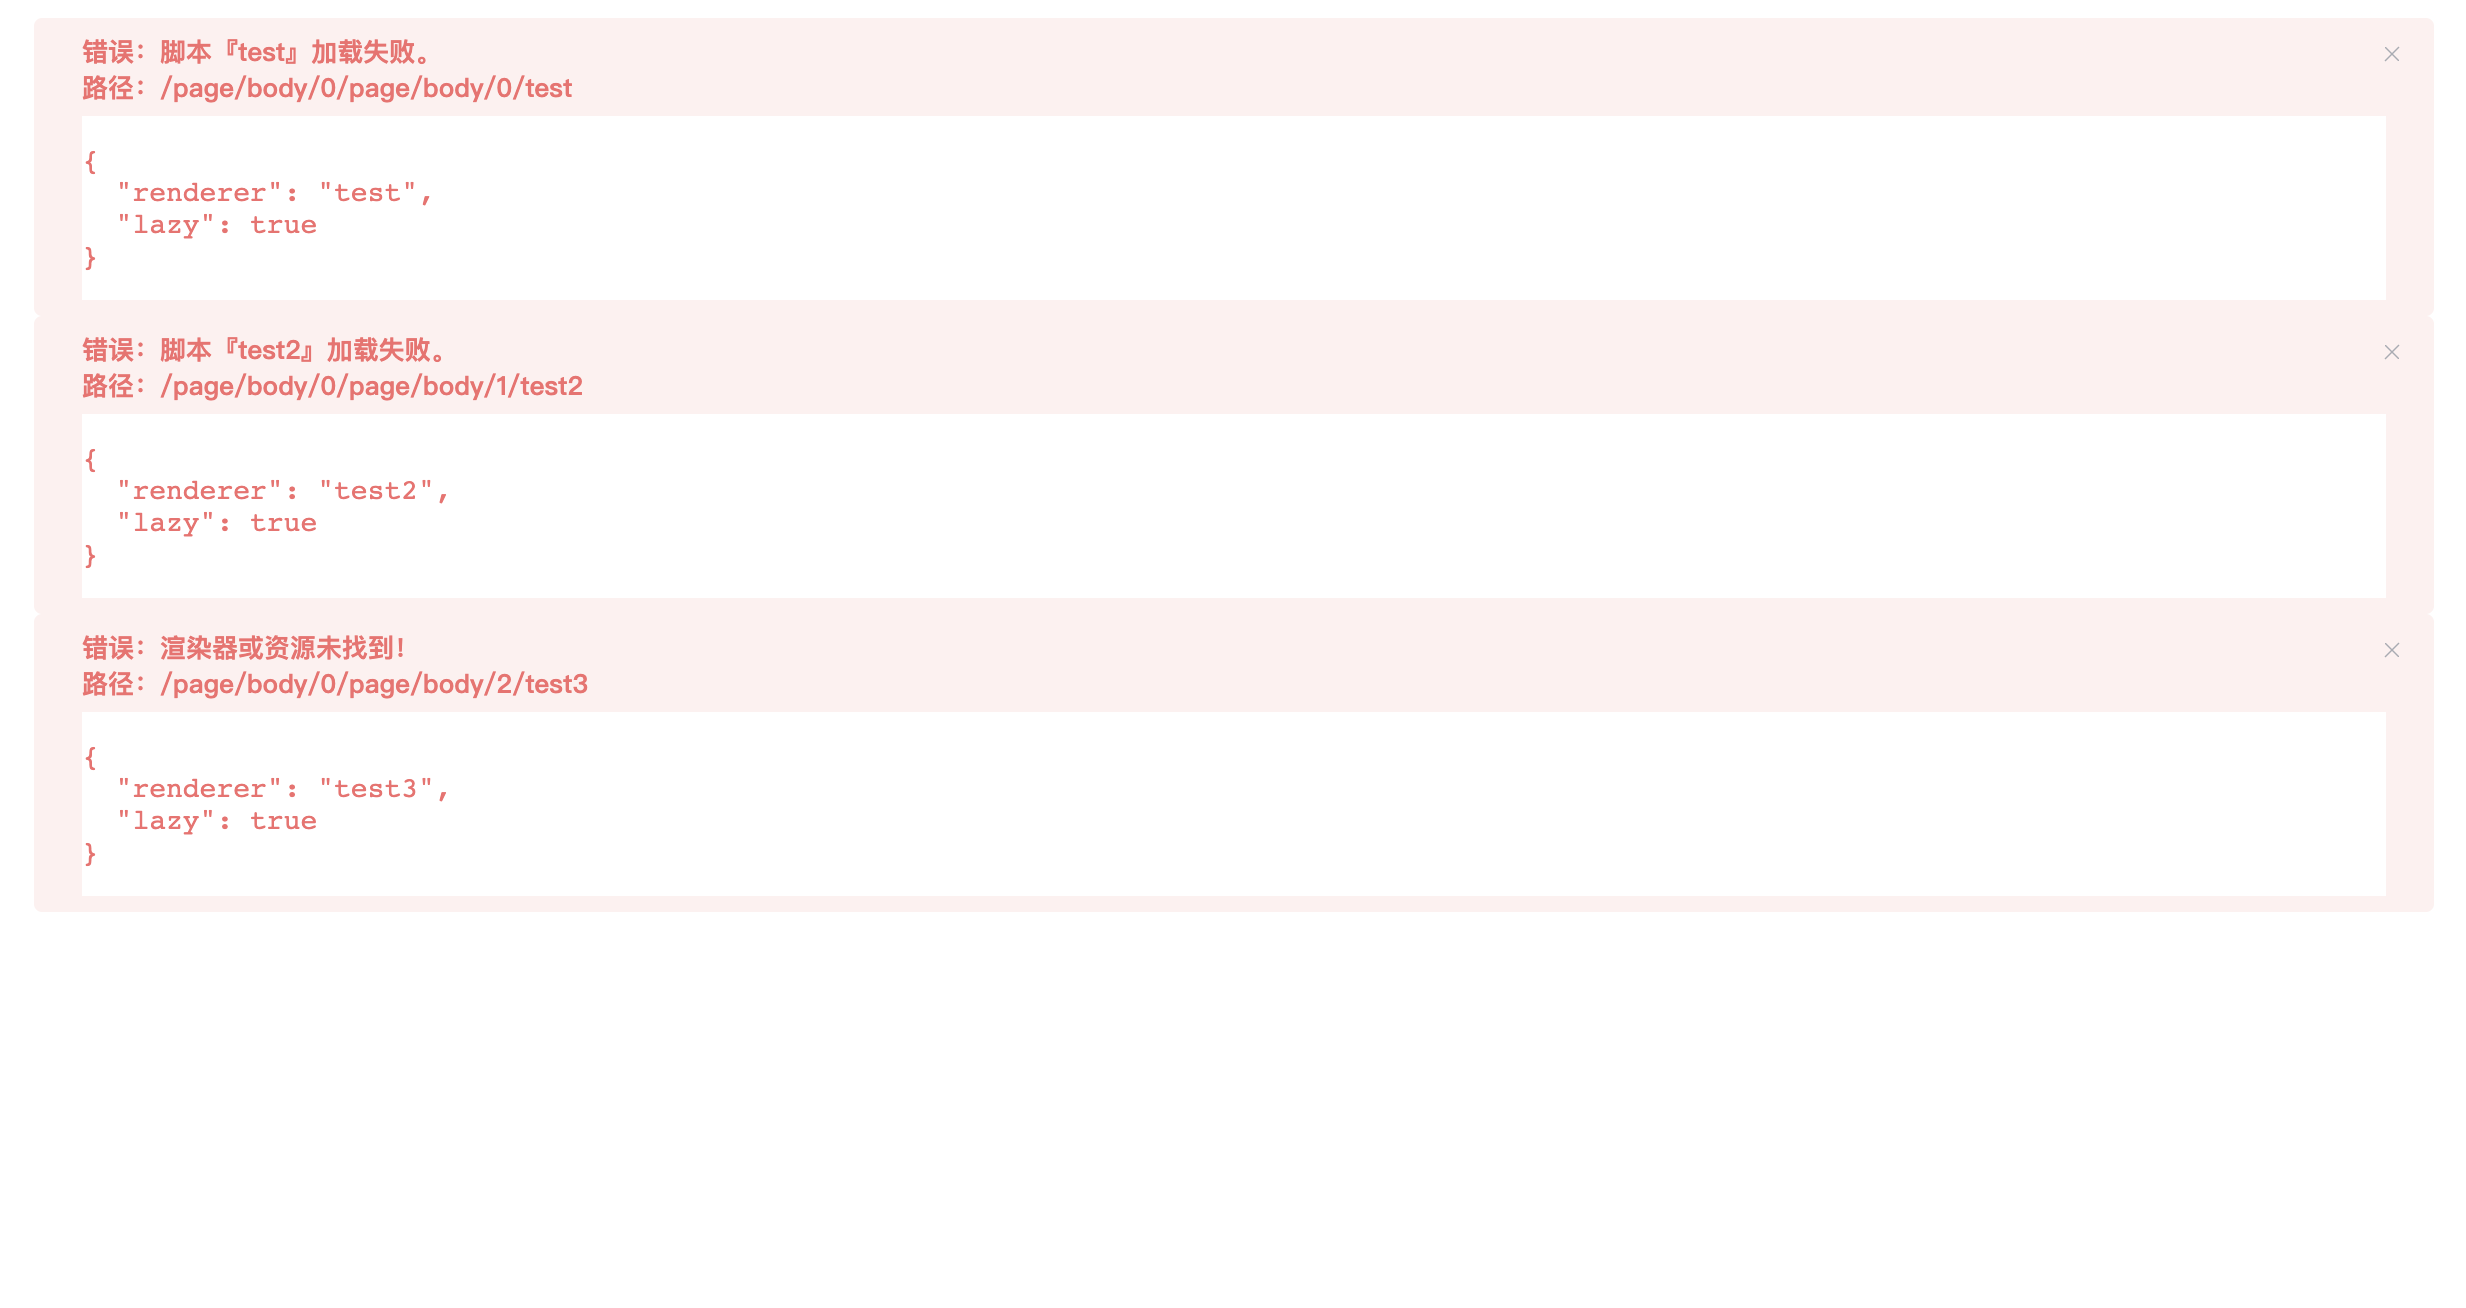 错误：脚本『test』加载失败。
路径：/page/body/0/page/body/0/test
{
  "renderer": "test",
  "lazy": true
}
错误：脚本『test2』加载失败。
路径：/page/body/0/page/body/1/test2
{
  "renderer": "test2",
  "lazy": true
}
错误：渲染器或资源未找到！
路径：/page/body/0/page/body/2/test3
{
  "renderer": "test3",
  "lazy": true
}